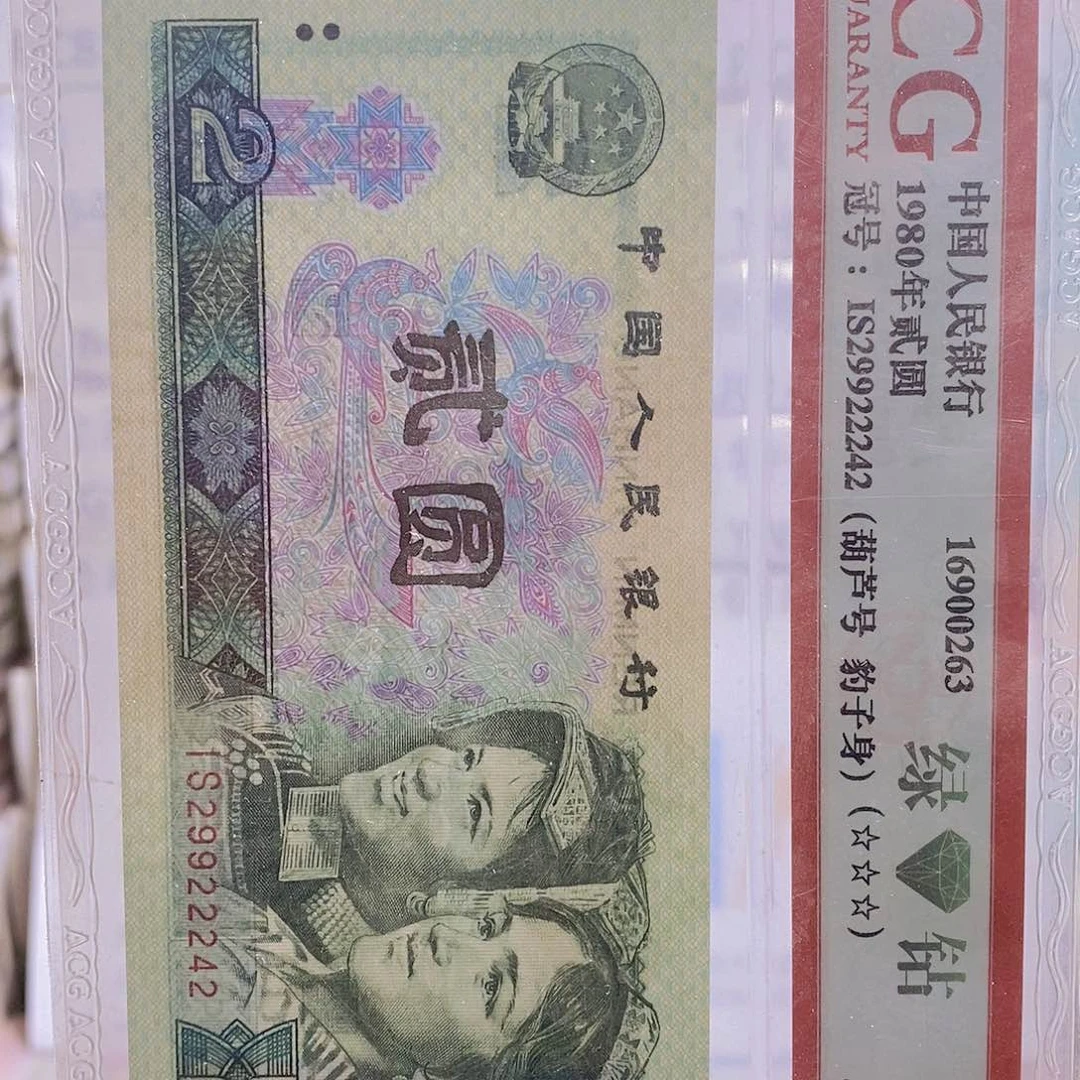 CG
UARANTY
中国人民银行 16900263 绿钻
1980年贰圆
冠号：IS29922242（葫芦号 豹子身）（☆☆☆）
中国人民银行
贰圆
2
IS29922242